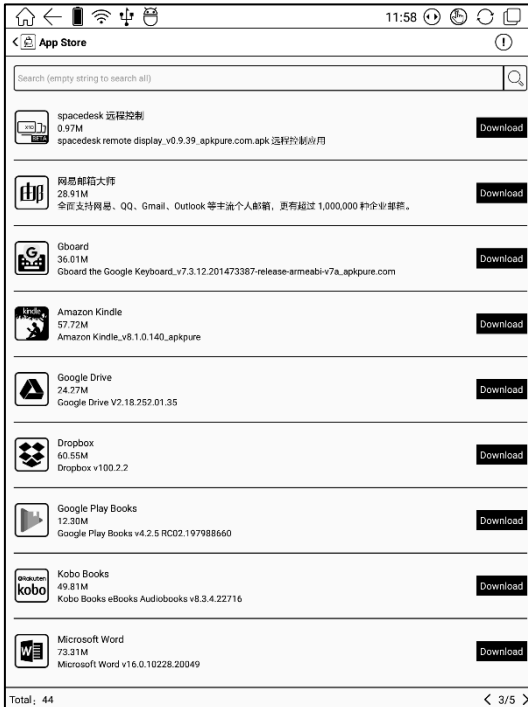 11:58
App Store
Search (empty string to search all)
spacedesk 远程控制
0.97M
spacedesk remote display_v0.9.39_apkpure.com.apk 远程控制应用
Download
网易邮箱大师
28.91M
全面支持网易、QQ、Gmail、Outlook 等主流个人邮箱，更有超过 1,000,000 种企业邮箱。
Download
Gboard
36.01M
Gboard the Google Keyboard_v7.3.12.201473387-release-armeabi-v7a_apkpure.com
Download
kindle
Amazon Kindle
57.72M
Amazon Kindle_v8.1.0.140_apkpure
Download
Google Drive
24.27M
Google Drive V2.18.252.01.35
Download
Dropbox
60.55M
Dropbox v100.2.2
Download
Google Play Books
12.30M
Google Play Books v4.2.5 RC02.197988660
Download
Rakuten
kobo
Kobo Books
49.81M
Kobo Books eBooks Audiobooks v8.3.4.22716
Download
Microsoft Word
73.31M
Microsoft Word v16.0.10228.20049
Download
Total：44
3/5